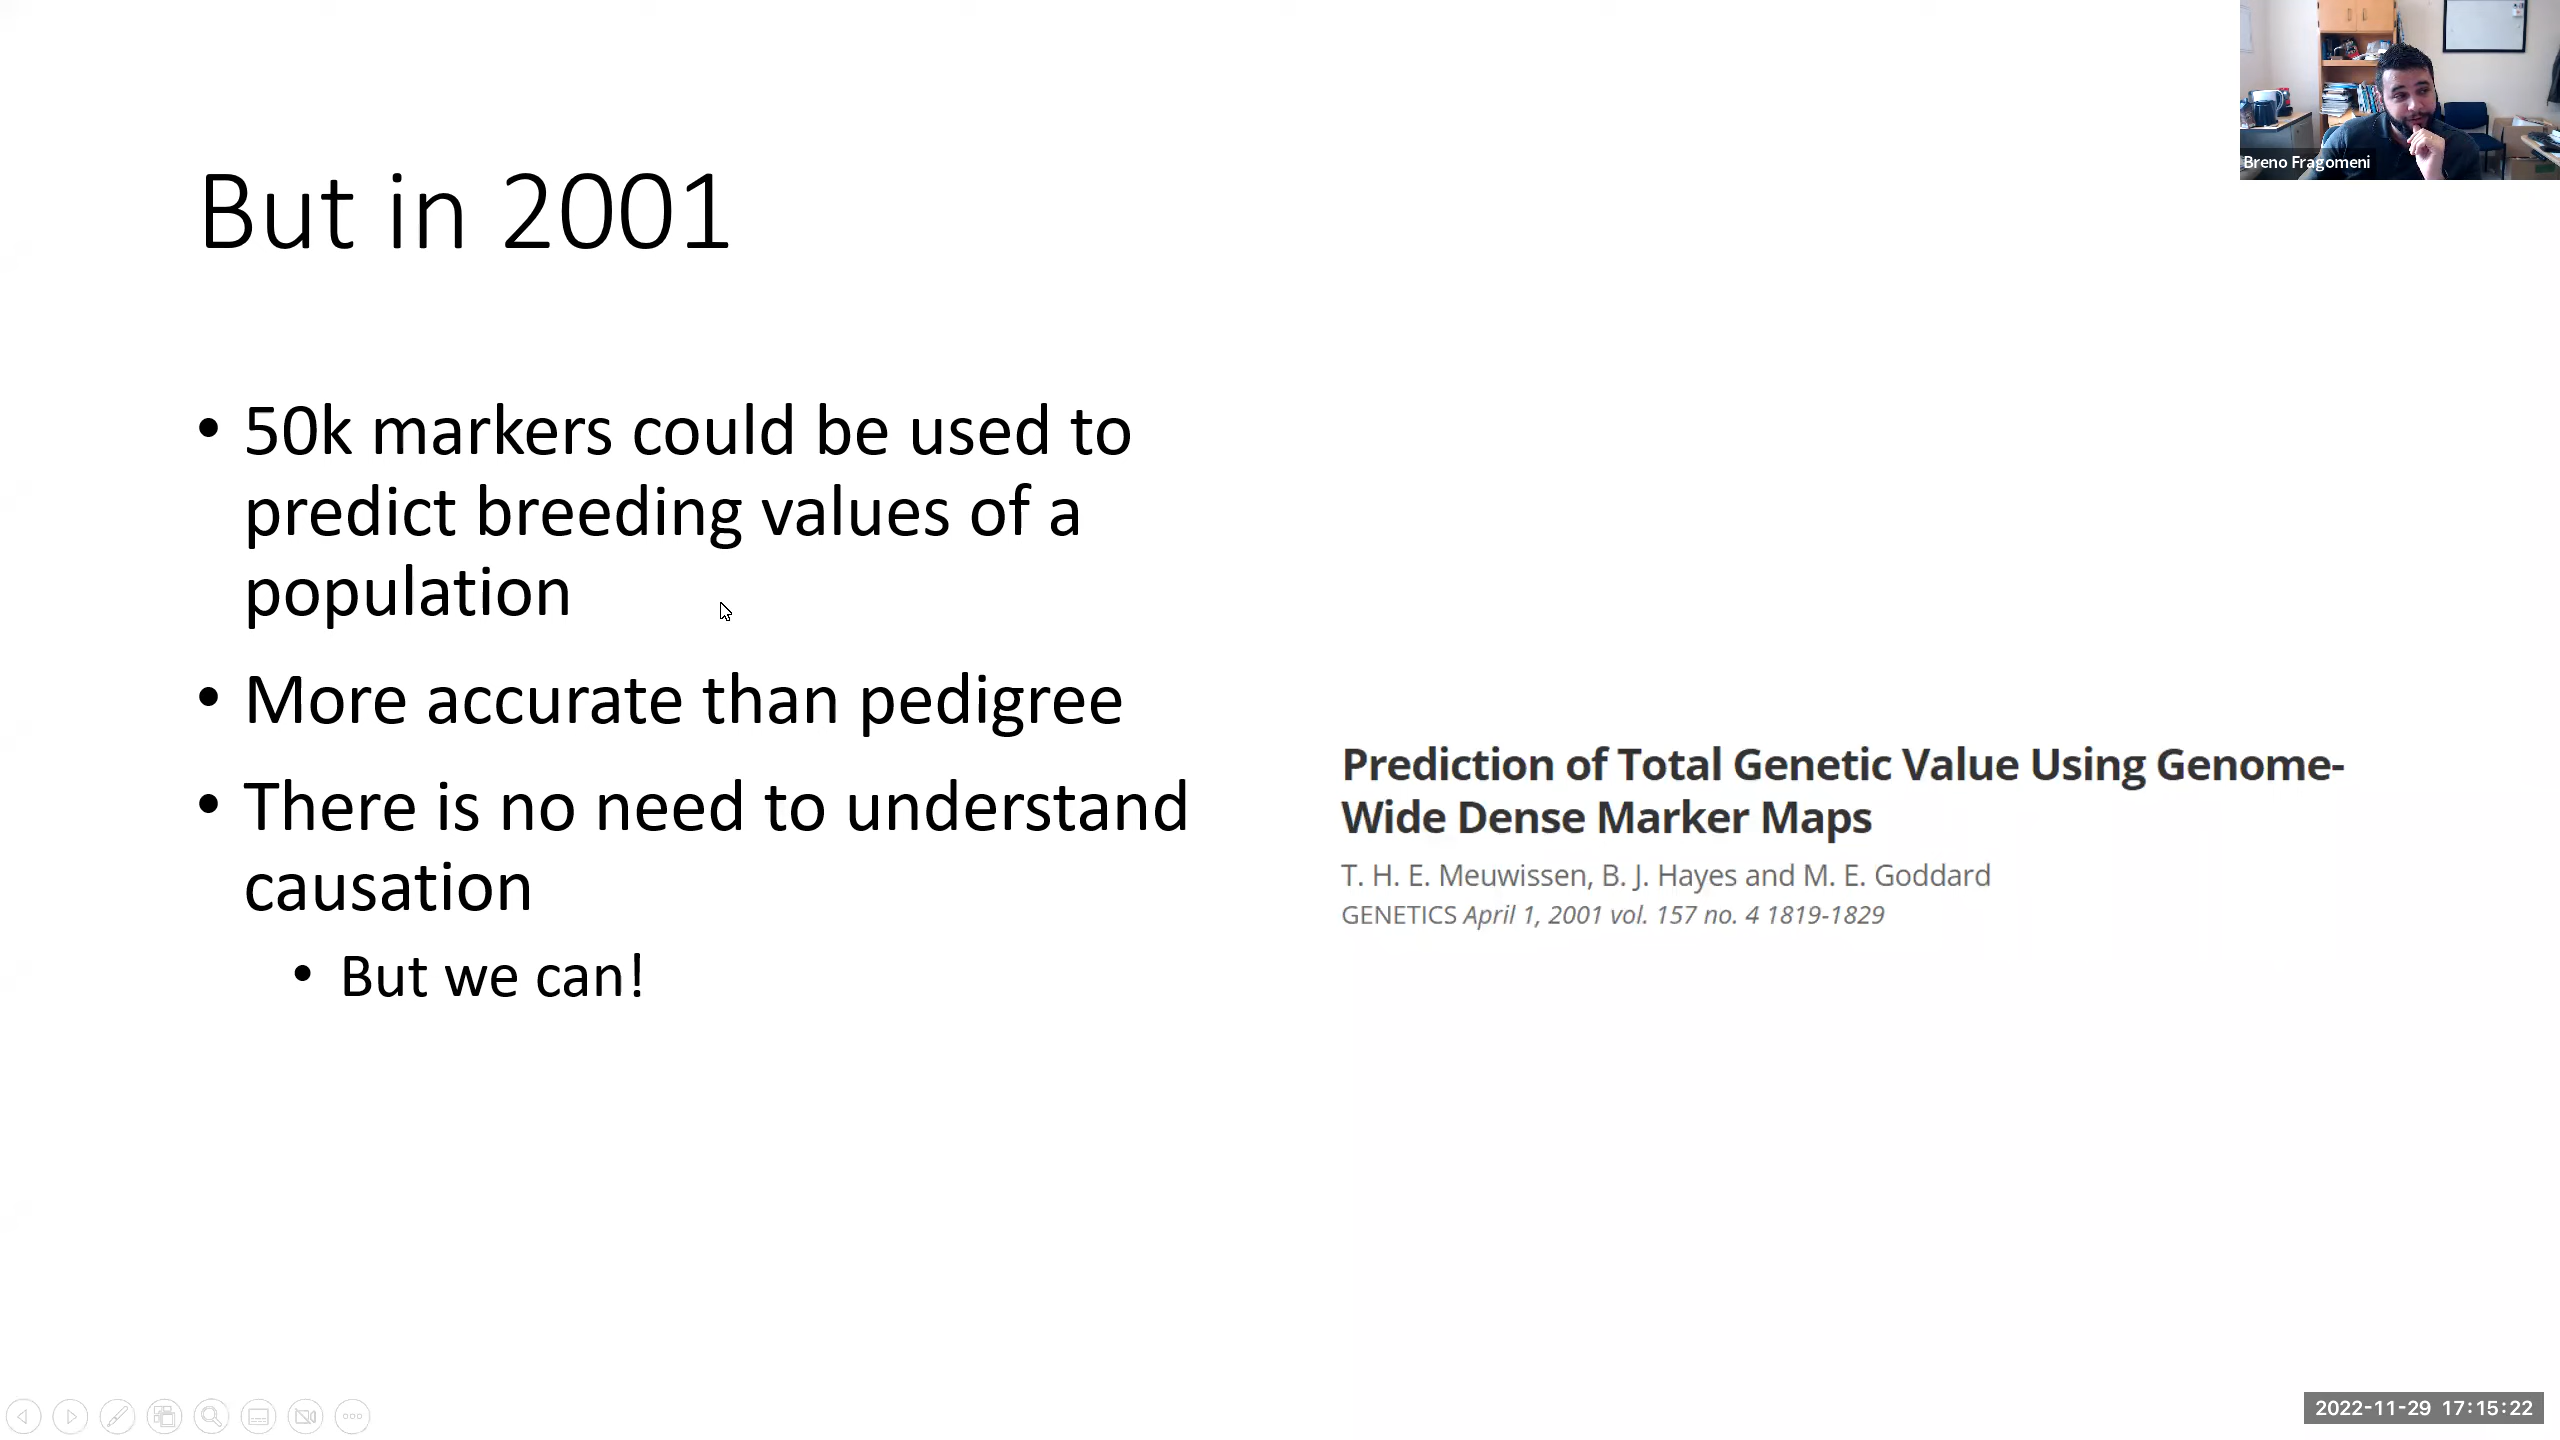 Breno Fragomeni
But in 2001
• 50k markers could be used to
predict breeding values of a
population
• More accurate than pedigree
• There is no need to understand
causation
• But we can!
Prediction of Total Genetic Value Using Genome-
Wide Dense Marker Maps
T. H. E. Meuwissen, B. J. Hayes and M. E. Goddard
GENETICS April 1, 2001 vol. 157 no. 4 1819-1829
2022-11-29 17:15:22